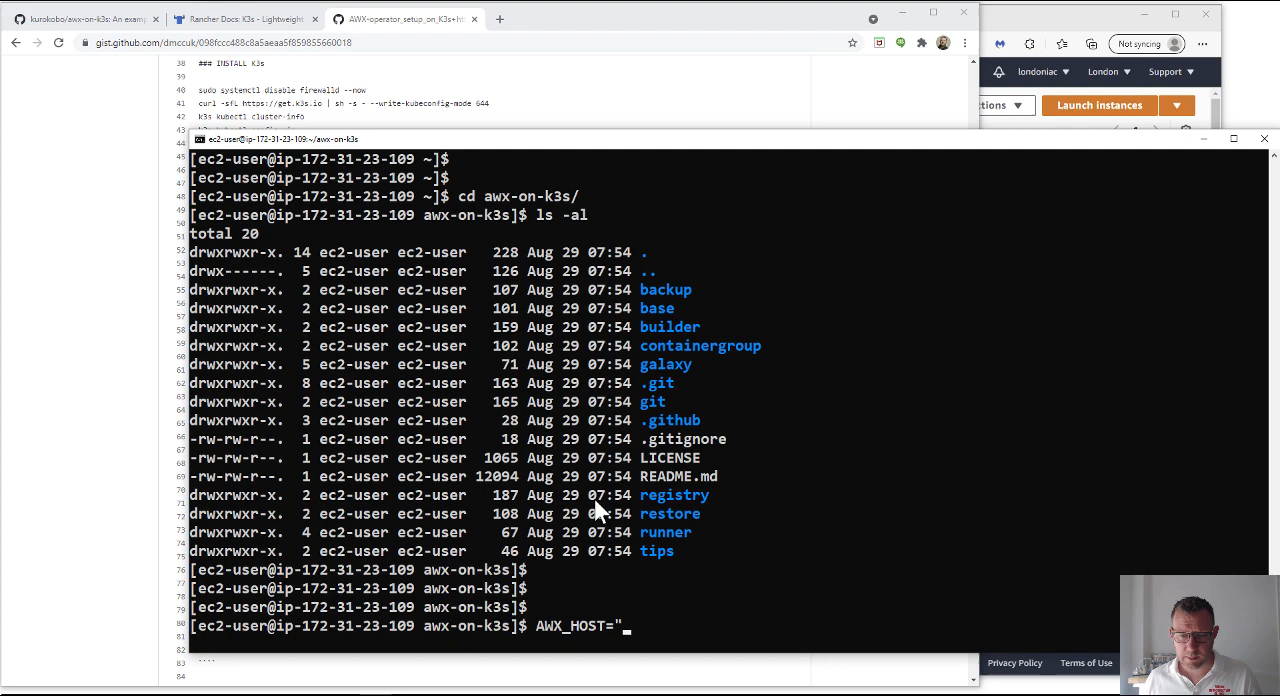 kurokobo/awx-on-k3s: An exam
Rancher Docs: K3s - Lightweight
AWX-operator_setup_on_K3s+ht
gist.github.com/dmccuk/098fccc488c8a5aeaa5f859855660018
Not syncing
londoniac
London
Support
Launch instances
38 ### INSTALL K3s
39
40 sudo systemctl disable firewalld --now
41 curl -sfL https://get.k3s.io | sh -s - --write-kubeconfig-mode 644
42 k3s kubectl cluster-info
43
ec2-user@ip-172-31-23-109:~/awx-on-k3s
[ec2-user@ip-172-31-23-109 ~]$
[ec2-user@ip-172-31-23-109 ~]$
[ec2-user@ip-172-31-23-109 ~]$ cd awx-on-k3s/
[ec2-user@ip-172-31-23-109 awx-on-k3s]$ ls -al
total 20
drwxrwxr-x. 14 ec2-user ec2-user 228 Aug 29 07:54 .
drwx------. 5 ec2-user ec2-user 126 Aug 29 07:54 ..
drwxrwxr-x. 2 ec2-user ec2-user 107 Aug 29 07:54 backup
drwxrwxr-x. 2 ec2-user ec2-user 101 Aug 29 07:54 base
drwxrwxr-x. 2 ec2-user ec2-user 159 Aug 29 07:54 builder
drwxrwxr-x. 2 ec2-user ec2-user 102 Aug 29 07:54 containergroup
drwxrwxr-x. 5 ec2-user ec2-user 71 Aug 29 07:54 galaxy
drwxrwxr-x. 8 ec2-user ec2-user 163 Aug 29 07:54 .git
drwxrwxr-x. 2 ec2-user ec2-user 165 Aug 29 07:54 git
drwxrwxr-x. 3 ec2-user ec2-user 28 Aug 29 07:54 .github
-rw-rw-r--. 1 ec2-user ec2-user 18 Aug 29 07:54 .gitignore
-rw-rw-r--. 1 ec2-user ec2-user 1065 Aug 29 07:54 LICENSE
-rw-rw-r--. 1 ec2-user ec2-user 12094 Aug 29 07:54 README.md
drwxrwxr-x. 2 ec2-user ec2-user 187 Aug 29 07:54 registry
drwxrwxr-x. 2 ec2-user ec2-user 108 Aug 29 07:54 restore
drwxrwxr-x. 4 ec2-user ec2-user 67 Aug 29 07:54 runner
drwxrwxr-x. 2 ec2-user ec2-user 46 Aug 29 07:54 tips
[ec2-user@ip-172-31-23-109 awx-on-k3s]$
[ec2-user@ip-172-31-23-109 awx-on-k3s]$
[ec2-user@ip-172-31-23-109 awx-on-k3s]$
[ec2-user@ip-172-31-23-109 awx-on-k3s]$ AWX_HOST="_
83 ````
84
Privacy Policy
Terms of Use